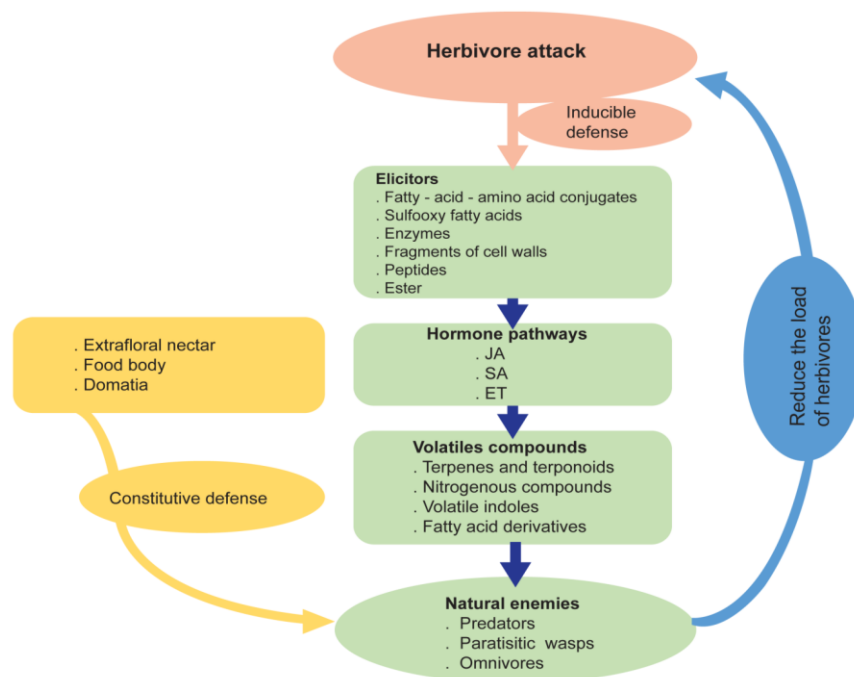 Herbivore attack
Inducible
defense
Elicitors
. Fatty - acid - amino acid conjugates
. Sulfooxy fatty acids
. Enzymes
. Fragments of cell walls
. Peptides
. Ester
Hormone pathways
. JA
. SA
. ET
. Extrafloral nectar
. Food body
. Domatia
Reduce the load
of herbivores
Volatiles compounds
. Terpenes and terponoids
. Nitrogenous compounds
. Volatile indoles
. Fatty acid derivatives
Constitutive defense
Natural enemies
. Predators
. Paratisitic wasps
. Omnivores